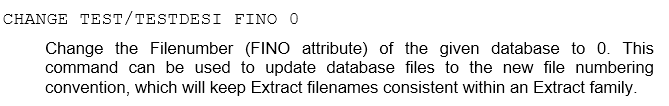 CHANGE TEST/TESTDESI FINO 0
Change the Filenumber (FINO attribute) of the given database to 0. This
command can be used to update database files to the new file numbering
convention, which will keep Extract filenames consistent within an Extract family.